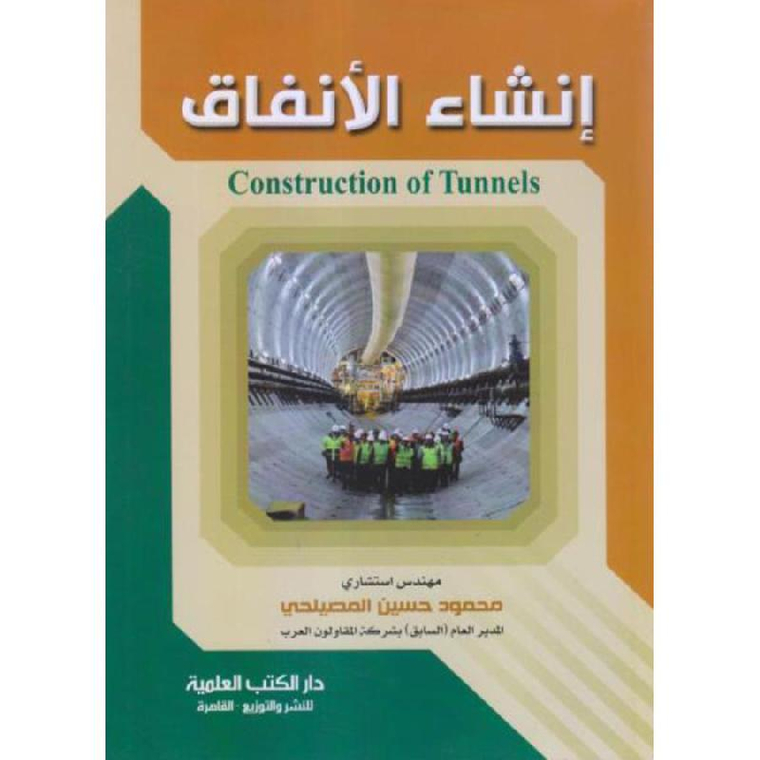 إنشاء الأنفاق
Construction of Tunnels
مهندس استشاري
محمود حسين المصيلحي
المدير العام (السابق) بشركة المقاولون العرب
دار الكتب العلمية
للنشر والتوزيع - القاهرة